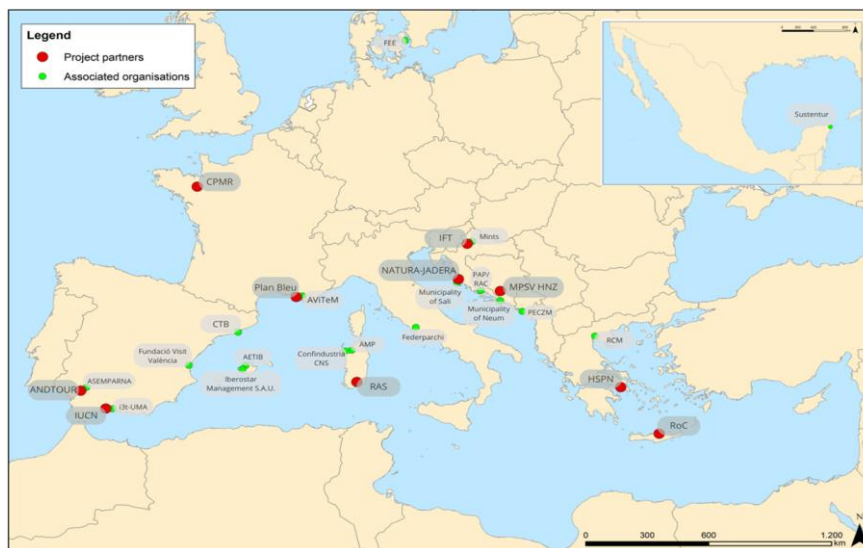 Legend
Project partners
Associated organisations
FEE
Sustentur
CPMR
IFT
Mints
NATURA-JADERA
PAP/
RAC
MPSV HNZ
Municipality
of Sali
Municipality
of Neum
PECZM
Plan Bleu
AViTeM
CTB
Federparchi
RCM
Fundació Visit
València
AETIB
Confindustria
CNS
AMP
Iberostar
Management S.A.U.
RAS
HSPN
ANDTOUR
ASEMPARNA
IUCN
i3t-UMA
RoC
N
0 300 600 1.200
km